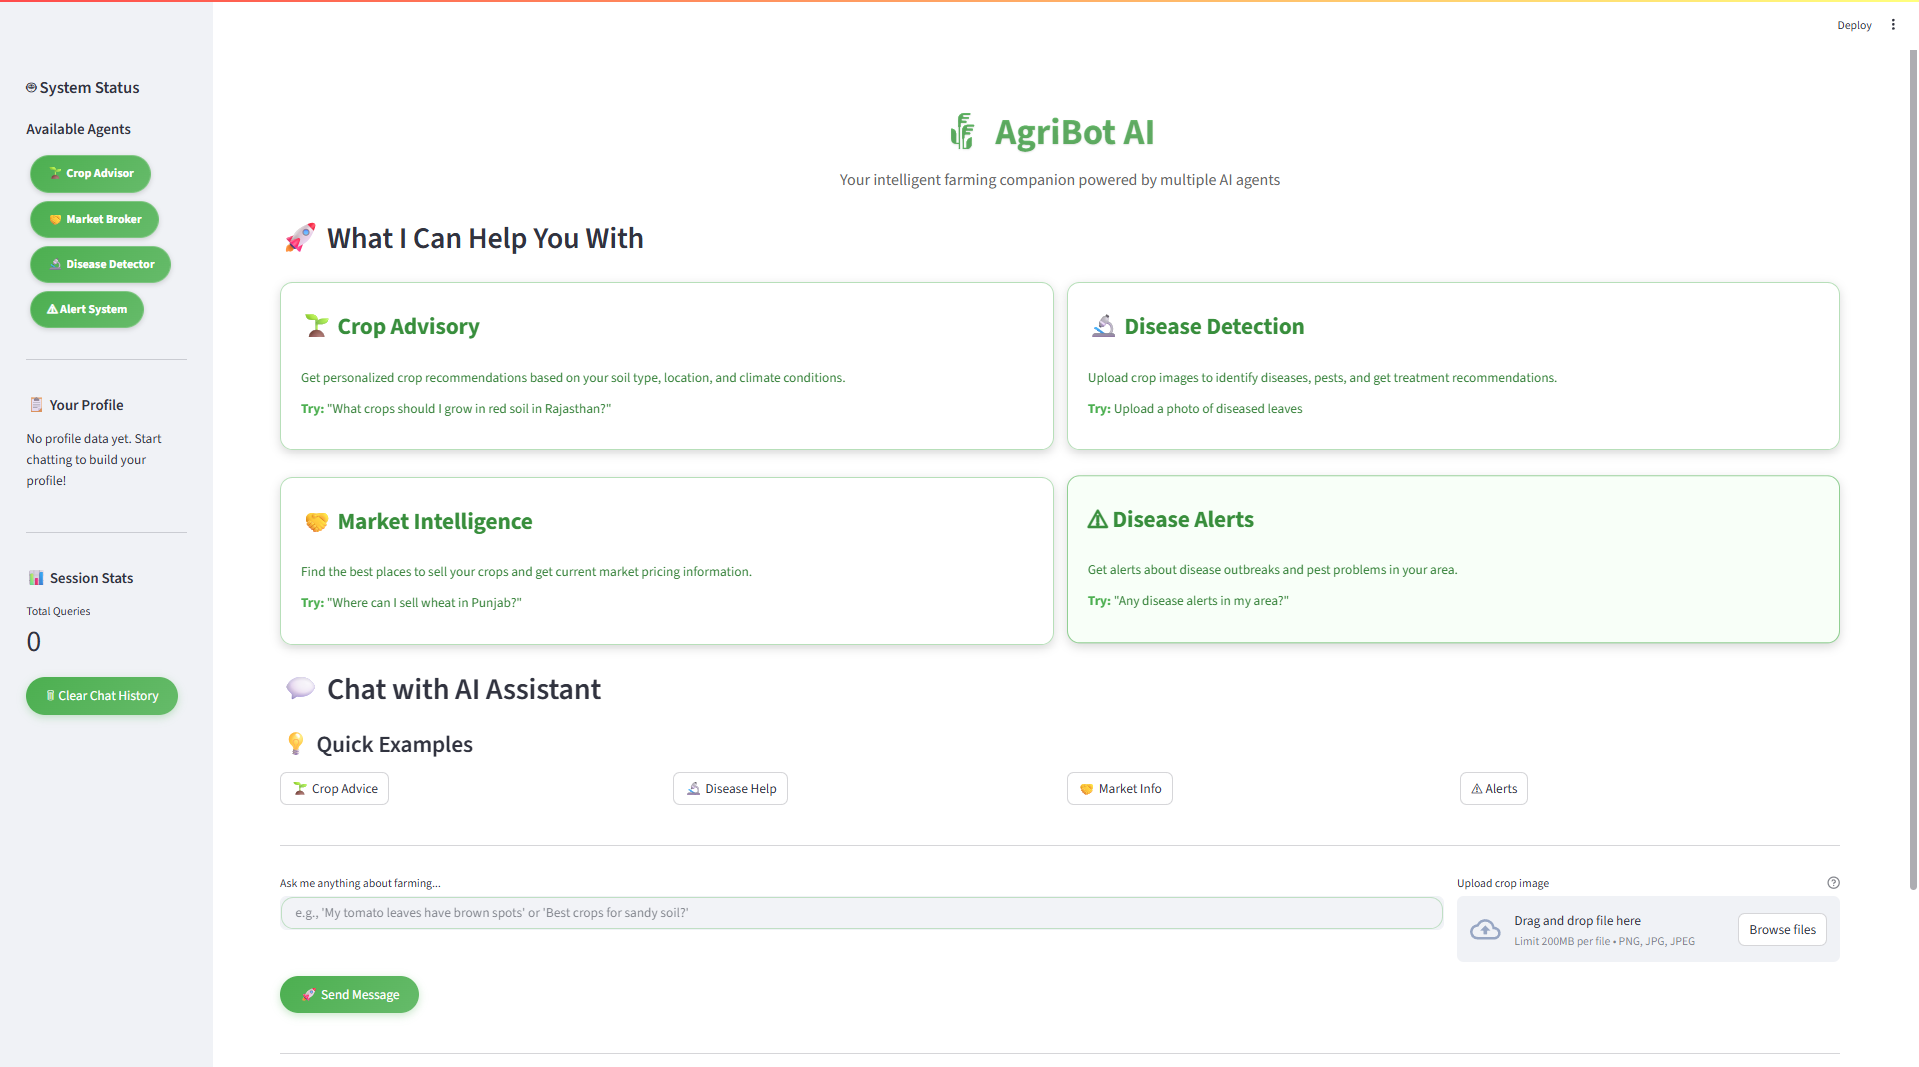 Deploy
System Status
Available Agents
Crop Advisor
Market Broker
Disease Detector
Alert System
Your Profile
No profile data yet. Start
chatting to build your
profile!
Session Stats
Total Queries
0
Clear Chat History
AgriBot AI
Your intelligent farming companion powered by multiple AI agents
What I Can Help You With
Crop Advisory
Get personalized crop recommendations based on your soil type, location, and climate conditions.
Try: "What crops should I grow in red soil in Rajasthan?"
Disease Detection
Upload crop images to identify diseases, pests, and get treatment recommendations.
Try: Upload a photo of diseased leaves
Market Intelligence
Find the best places to sell your crops and get current market pricing information.
Try: "Where can I sell wheat in Punjab?"
Disease Alerts
Get alerts about disease outbreaks and pest problems in your area.
Try: "Any disease alerts in my area?"
Chat with AI Assistant
Quick Examples
Crop Advice
Disease Help
Market Info
Alerts
Ask me anything about farming...
e.g., 'My tomato leaves have brown spots' or 'Best crops for sandy soil?'
Upload crop image
Drag and drop file here
Limit 200MB per file • PNG, JPG, JPEG
Browse files
Send Message